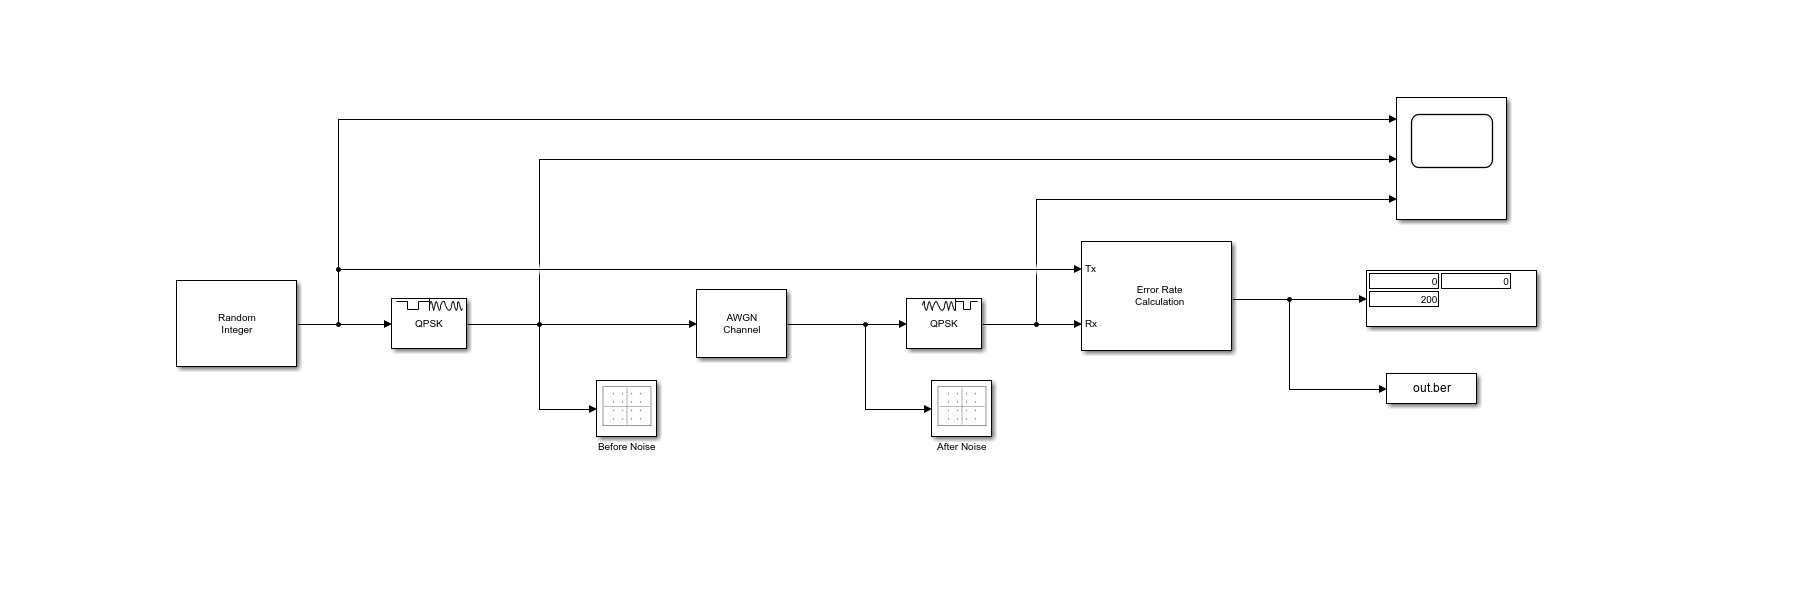 Tx
Error Rate
Calculation
0
0
200
Random
Integer
QPSK
AWGN
Channel
QPSK
Rx
out.ber
Before Noise
After Noise